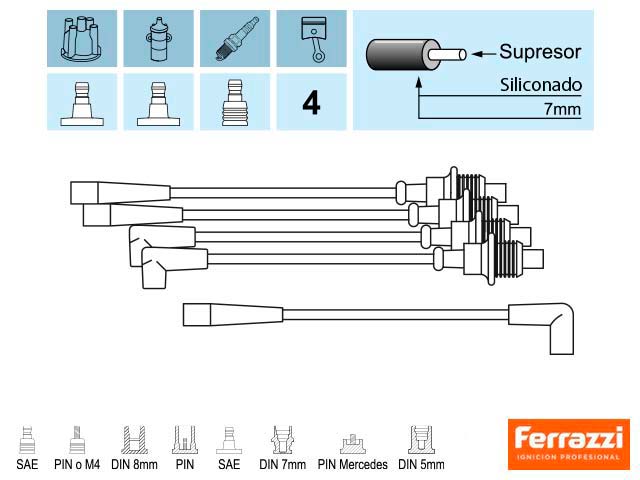 Supresor
Siliconado
7mm
4
SAE PIN o M4 DIN 8mm PIN SAE DIN 7mm PIN Mercedes DIN 5mm
Ferrazzi
IGNICION PROFESIONAL